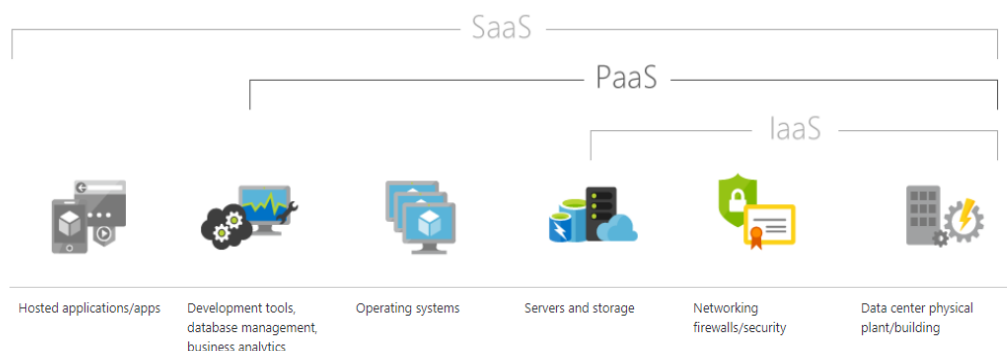 SaaS
PaaS
IaaS
Hosted applications/apps
Development tools,
database management,
business analytics
Operating systems
Servers and storage
Networking
firewalls/security
Data center physical
plant/building